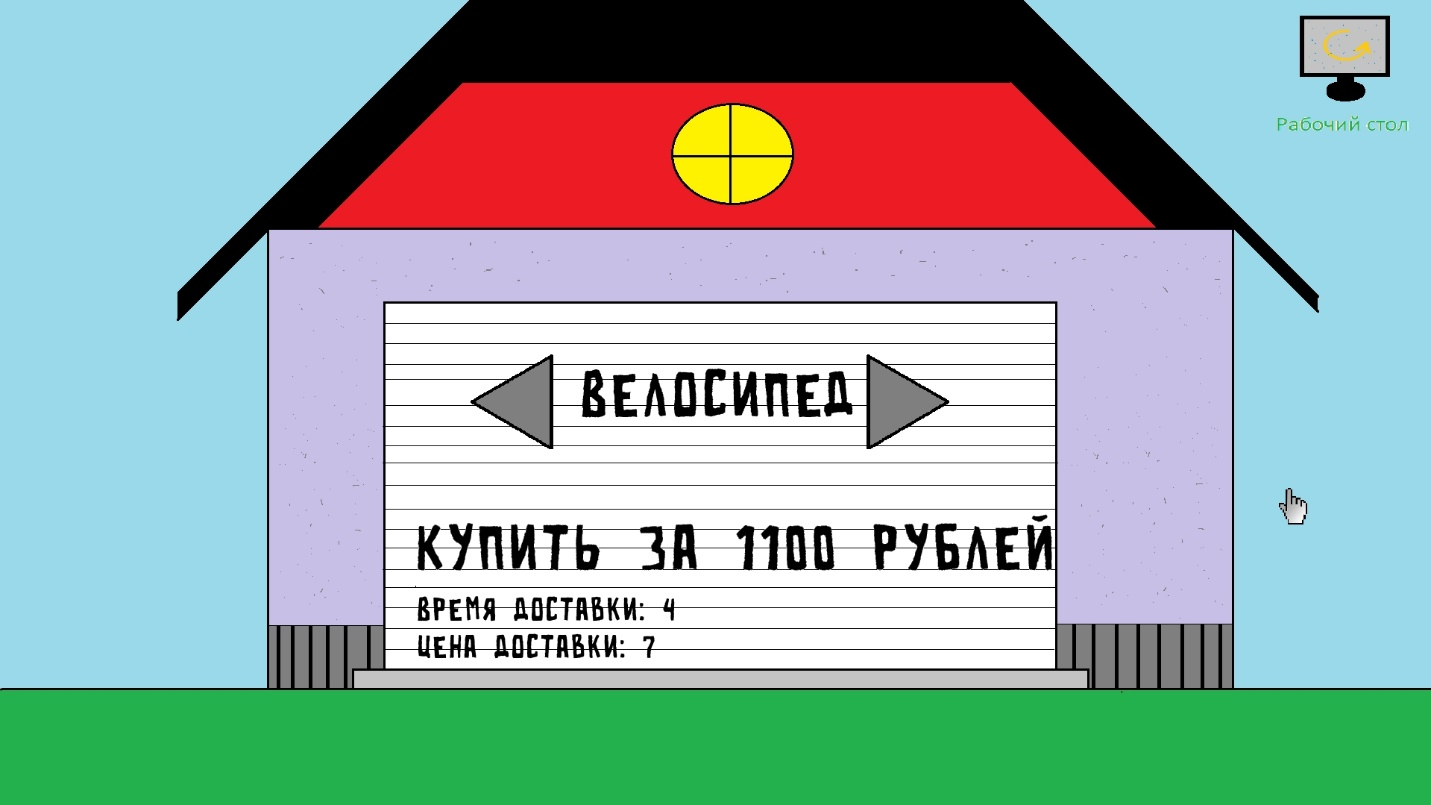 Рабочий стол
ВЕЛОСИПЕД
КУПИТЬ ЗА 1100 РУБЛЕЙ
ВРЕМЯ ДОСТАВКИ: 4
ЦЕНА ДОСТАВКИ: 7